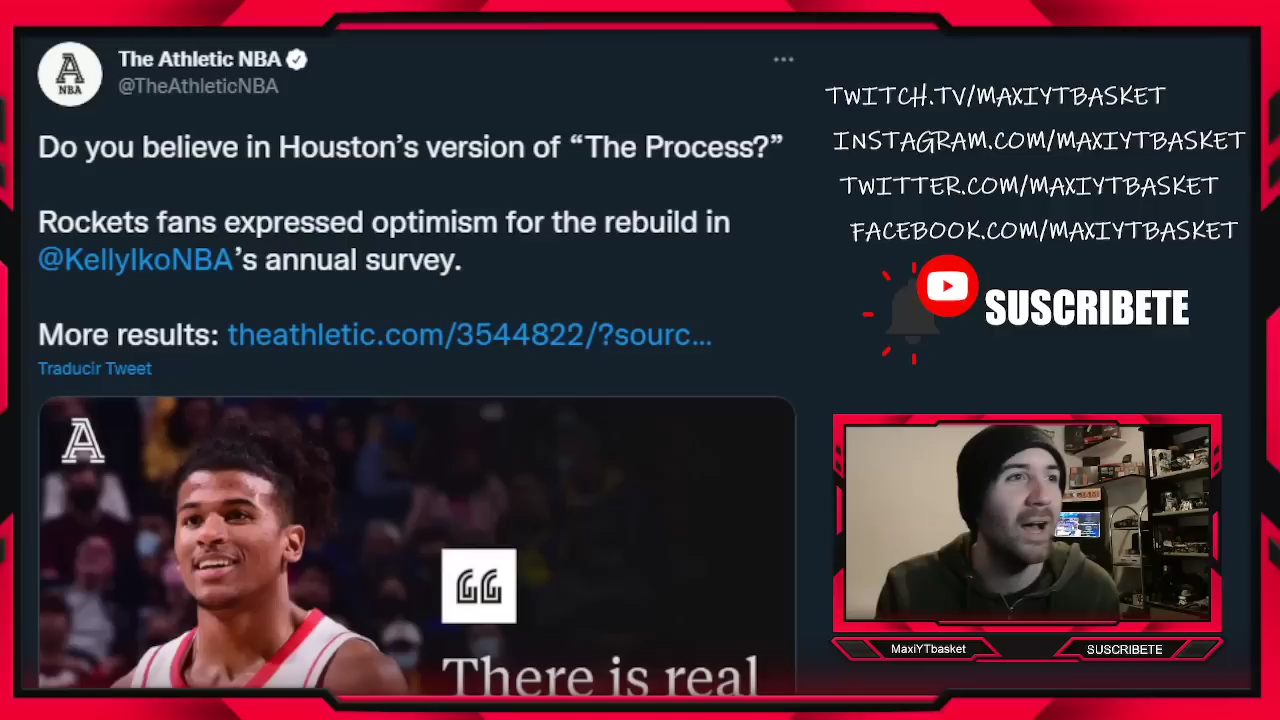 The Athletic NBA
@TheAthleticNBA
Do you believe in Houston’s version of “The Process?”
Rockets fans expressed optimism for the rebuild in
@KellyIkoNBA’s annual survey.
More results: theathletic.com/3544822/?sourc...
Traducir Tweet
A
NBA
A
There is real
TWITCH.TV/MAXIYTBASKET
INSTAGRAM.COM/MAXIYTBASKET
TWITTER.COM/MAXIYTBASKET
FACEBOOK.COM/MAXIYTBASKET
SUSCRIBETE
MaxiYTbasket
SUSCRIBETE